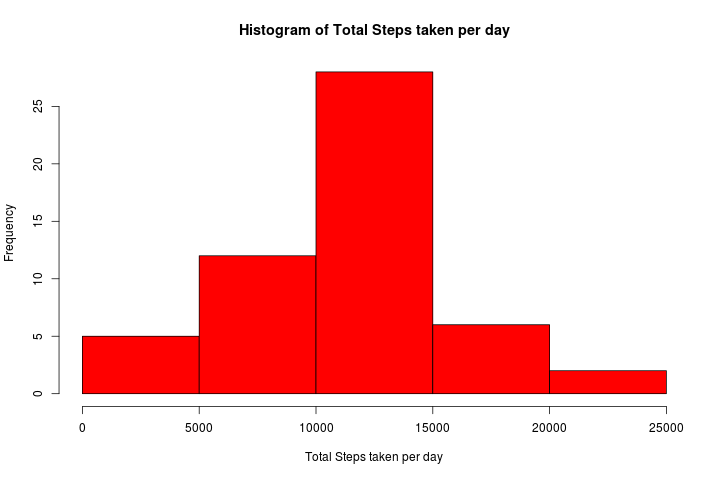 Histogram of Total Steps taken per day
Frequency
25
20
15
10
5
0
0 5000 10000 15000 20000 25000
Total Steps taken per day